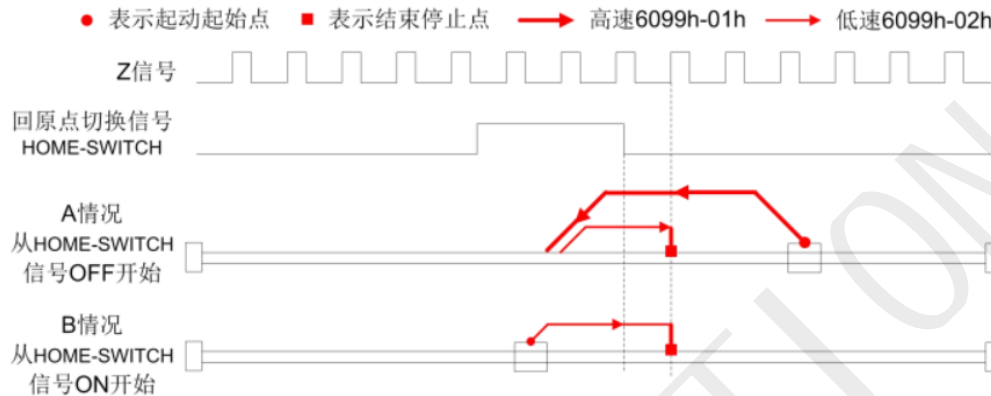 表示起动起始点 表示结束停止点 高速6099h-01h 低速6099h-02h
Z信号
回原点切换信号
HOME-SWITCH
A情况
从HOME-SWITCH
信号OFF开始
B情况
从HOME-SWITCH
信号ON开始